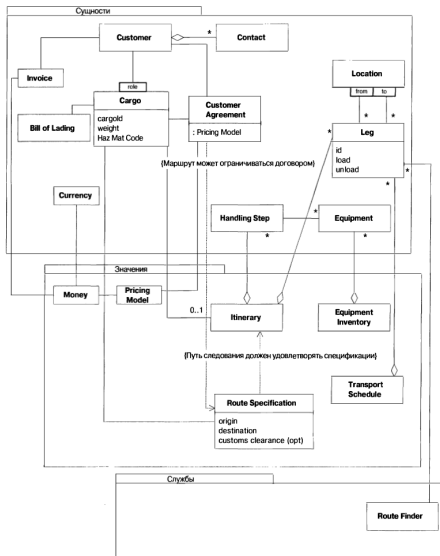 Сущности
Customer
*
Contact
Invoice
Location
role
from
to
Cargo
cargoId
weight
Haz Mat Code
Customer
Agreement
: Pricing Model
*
*
Bill of Lading
Leg
id
load
unload
*
(Маршрут может ограничиваться договором)
*
*
Currency
Handling Step
*
Equipment
*
*
Значения
Money
Pricing
Model
0..1
Itinerary
Equipment
Inventory
(Путь следования должен удовлетворять спецификации)
Transport
Schedule
Route Specification
origin
destination
customs clearance (opt)
Службы
Route Finder